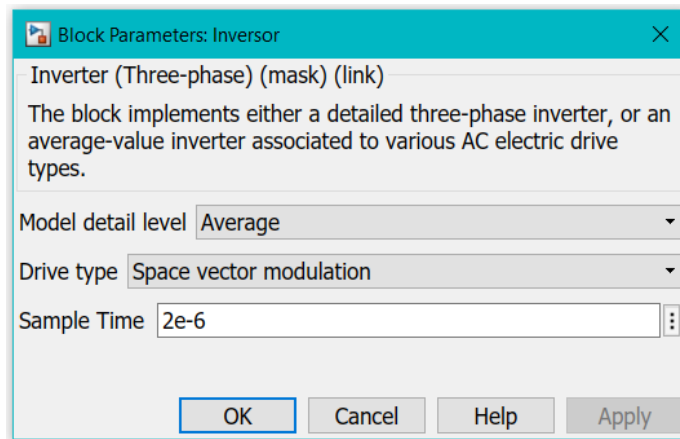 Block Parameters: Inversor
Inverter (Three-phase) (mask) (link)
The block implements either a detailed three-phase inverter, or an
average-value inverter associated to various AC electric drive
types.
Model detail level Average
Drive type Space vector modulation
Sample Time 2e-6
OK Cancel Help Apply